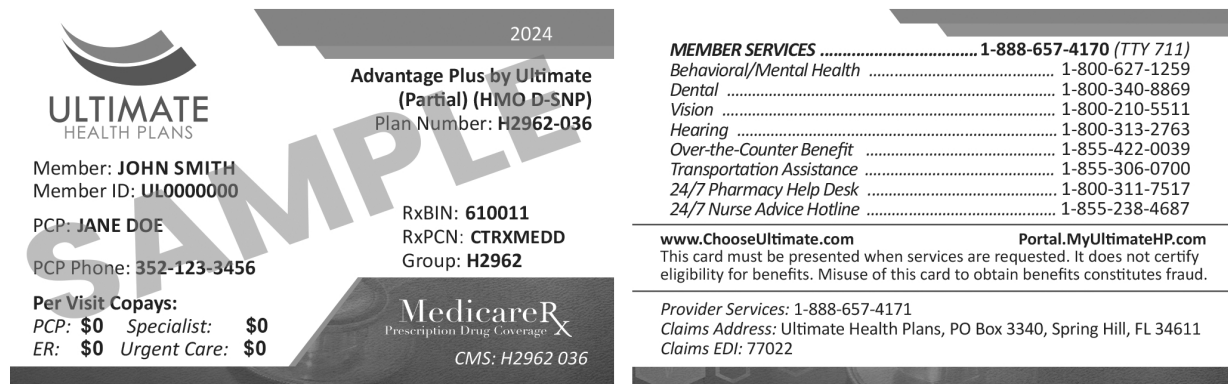 2024
ULTIMATE
HEALTH PLANS
Advantage Plus by Ultimate
(Partial) (HMO D-SNP)
Plan Number: H2962-036
SAMPLE
Member: JOHN SMITH
Member ID: UL0000000
PCP: JANE DOE
PCP Phone: 352-123-3456
RxBIN: 610011
RxPCN: CTRXMEDD
Group: H2962
Per Visit Copays:
PCP: $0 Specialist: $0
ER: $0 Urgent Care: $0
MedicareRx
Prescription Drug Coverage
CMS: H2962 036
MEMBER SERVICES ................................... 1-888-657-4170 (TTY 711)
Behavioral/Mental Health ......................................... 1-800-627-1259
Dental ........................................................................ 1-800-340-8869
Vision ........................................................................ 1-800-210-5511
Hearing ...................................................................... 1-800-313-2763
Over-the-Counter Benefit ......................................... 1-855-422-0039
Transportation Assistance ......................................... 1-855-306-0700
24/7 Pharmacy Help Desk ......................................... 1-800-311-7517
24/7 Nurse Advice Hotline ......................................... 1-855-238-4687
www.ChooseUltimate.com Portal.MyUltimateHP.com
This card must be presented when services are requested. It does not certify
eligibility for benefits. Misuse of this card to obtain benefits constitutes fraud.
Provider Services: 1-888-657-4171
Claims Address: Ultimate Health Plans, PO Box 3340, Spring Hill, FL 34611
Claims EDI: 77022